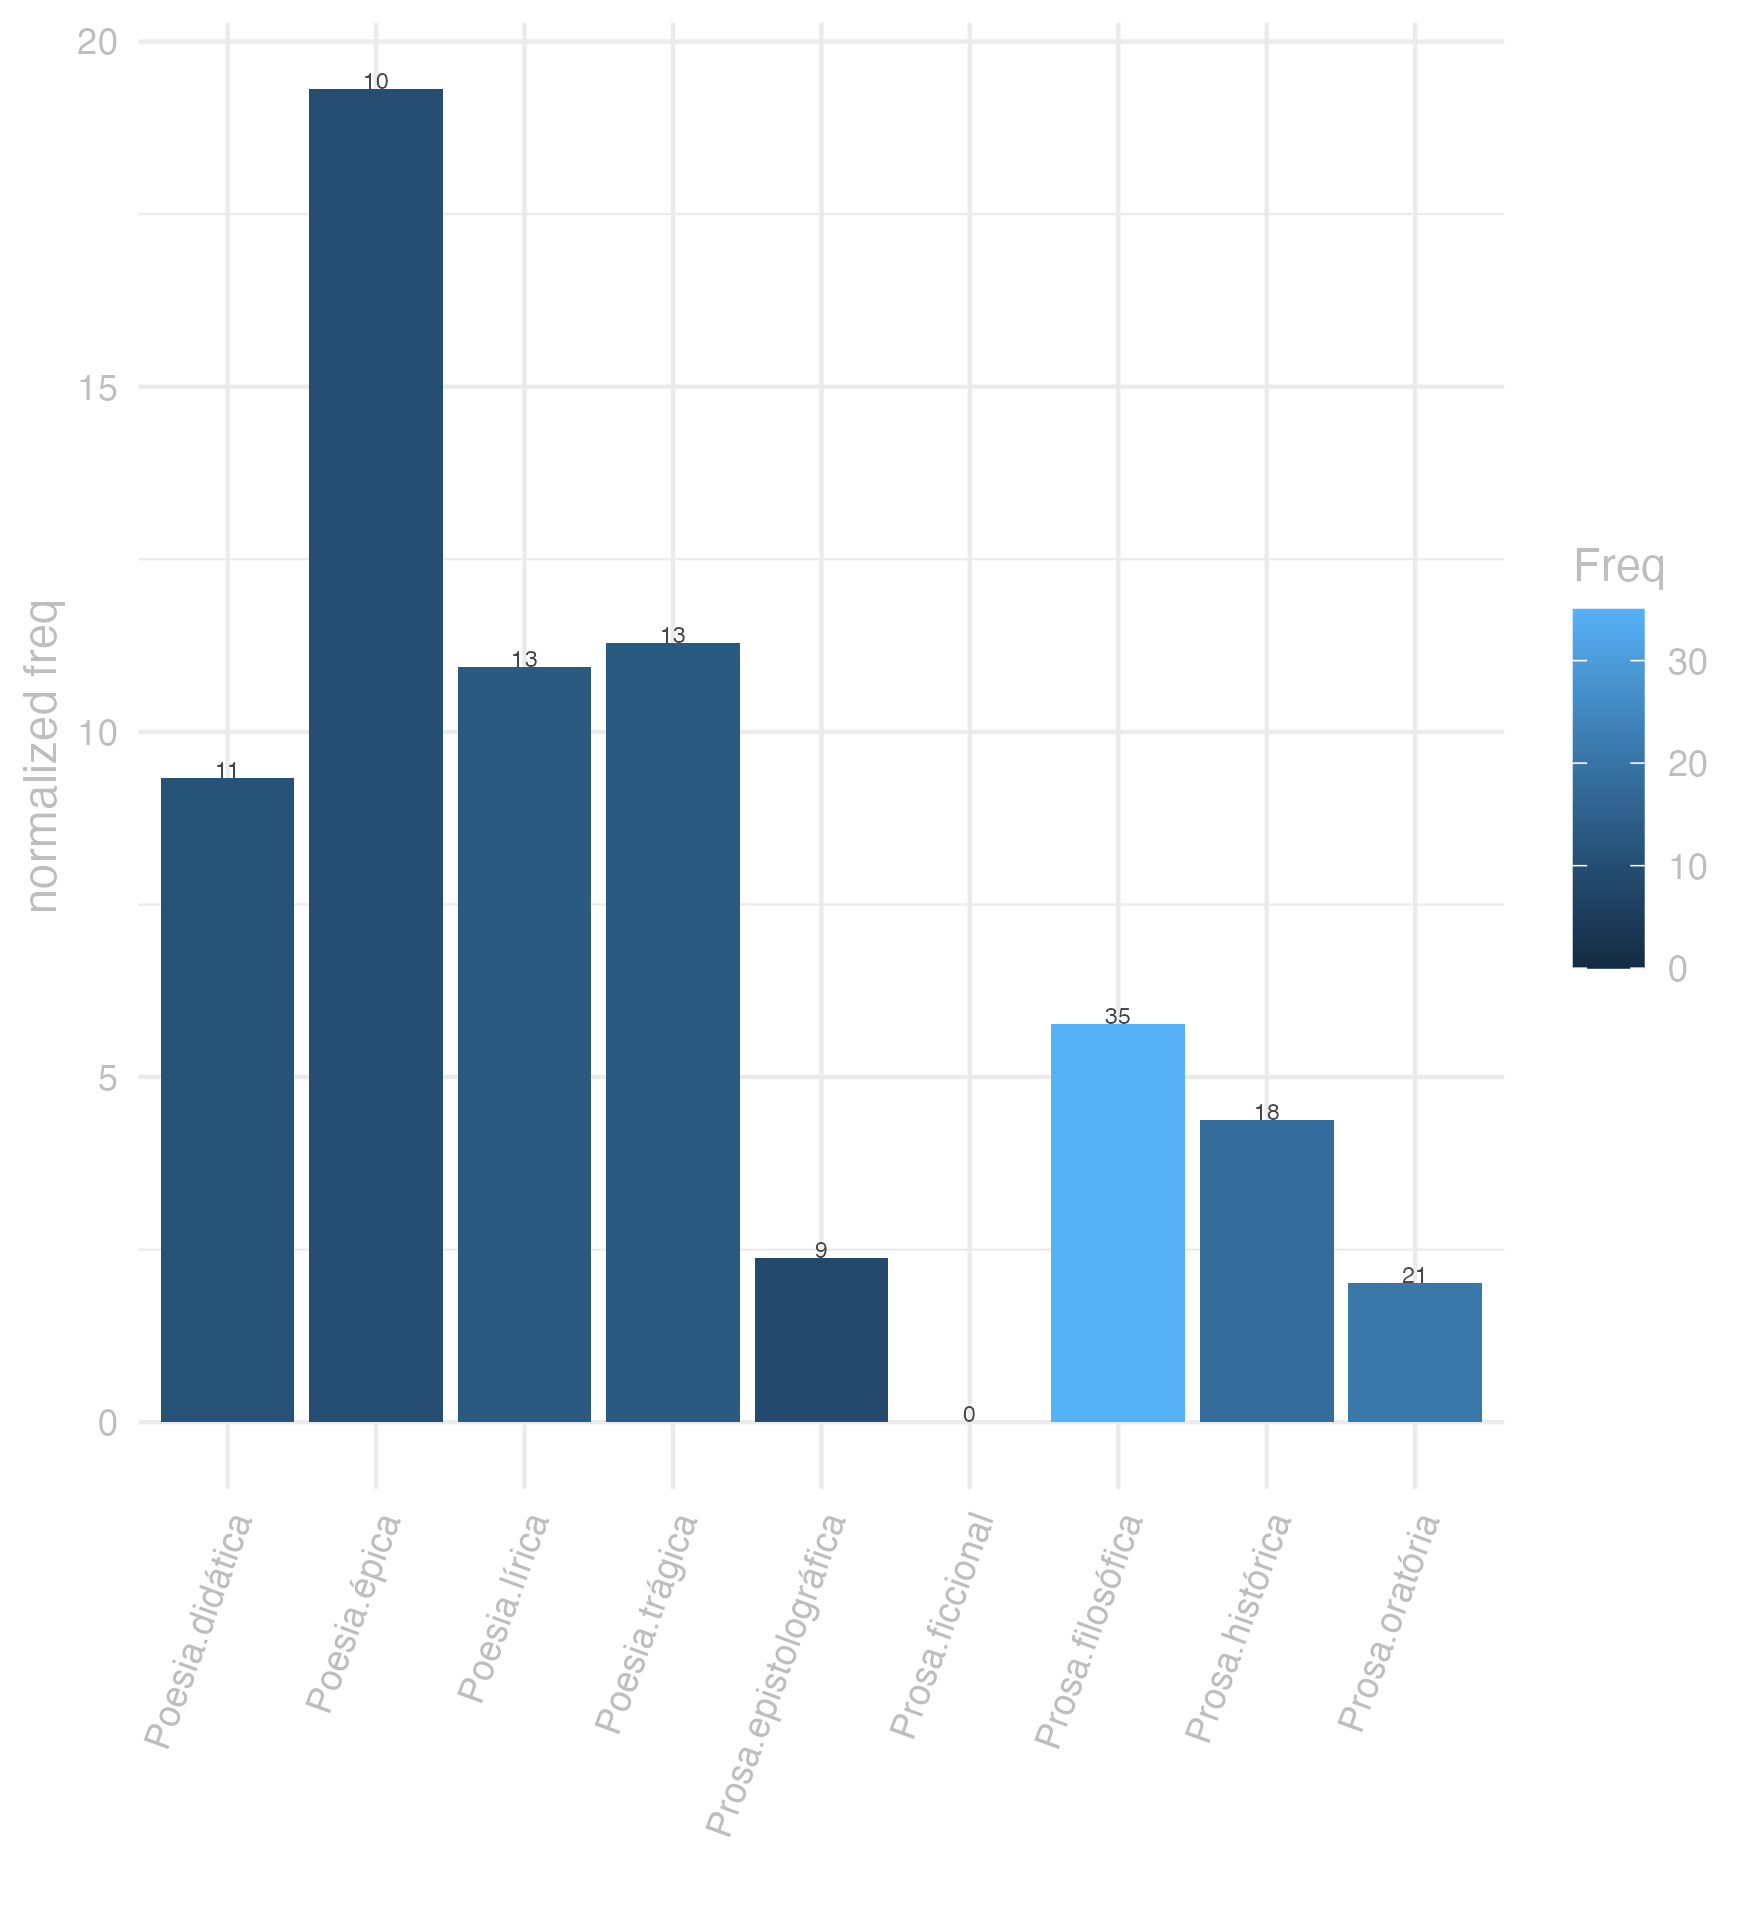 20
15
10
5
0
normalized freq
11
10
13
13
9
0
35
18
21
Poesia.didática
Poesia.épica
Poesia.lírica
Poesia.trágica
Prosa.epistolográfica
Prosa.ficcional
Prosa.filosófica
Prosa.histórica
Prosa.oratória
Freq
30
20
10
0